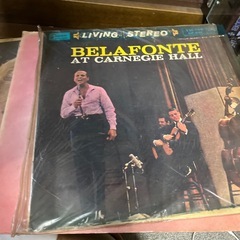 LIVING STEREO
BELAFONTE
AT CARNEGIE HALL